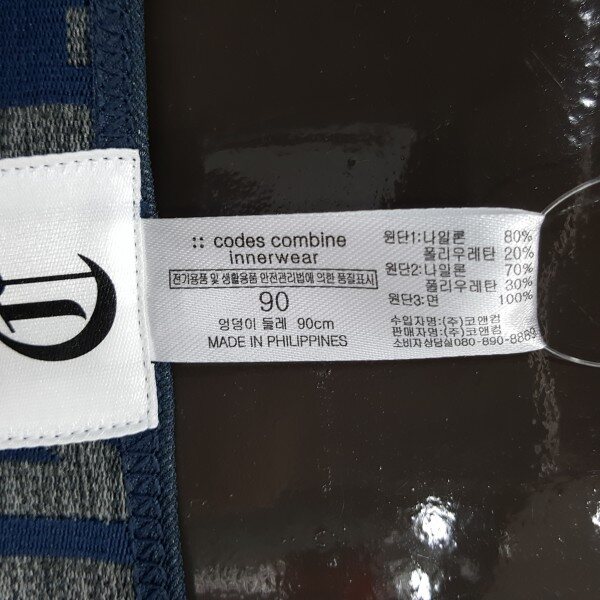 :: codes combine
innerwear
전기용품 및 생활용품 안전관리법에 의한 품질표시
90
엉덩이 둘레 90cm
MADE IN PHILIPPINES
원단1:나일론 80%
폴리우레탄 20%
원단2:나일론 70%
폴리우레탄 30%
원단3:면 100%
수입자명:(주)코앤컴
판매자명:(주)코앤컴
소비자상담실080-890-8889